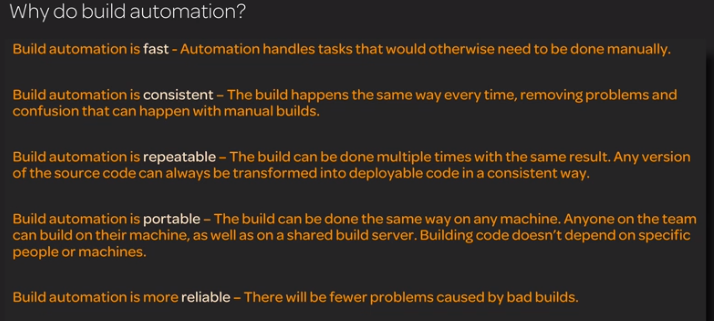 Why do build automation?
Build automation is fast - Automation handles tasks that would otherwise need to be done manually.
Build automation is consistent – The build happens the same way every time, removing problems and
confusion that can happen with manual builds.
Build automation is repeatable – The build can be done multiple times with the same result. Any version
of the source code can always be transformed into deployable code in a consistent way.
Build automation is portable – The build can be done the same way on any machine. Anyone on the team
can build on their machine, as well as on a shared build server. Building code doesn’t depend on specific
people or machines.
Build automation is more reliable – There will be fewer problems caused by bad builds.